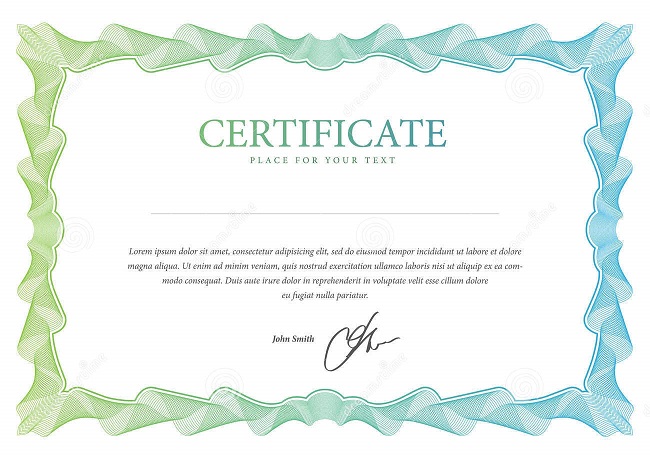 CERTIFICATE
PLACE FOR YOUR TEXT
Lorem ipsum dolor sit amet, consectetur adipisicing elit, sed do eiusmod tempor incididunt ut labore et dolore
magna aliqua. Ut enim ad minim veniam, quis nostrud exercitation ullamco laboris nisi ut aliquip ex ea com-
modo consequat. Duis aute irure dolor in reprehenderit in voluptate velit esse cillum dolore
eu fugiat nulla pariatur.
John Smith